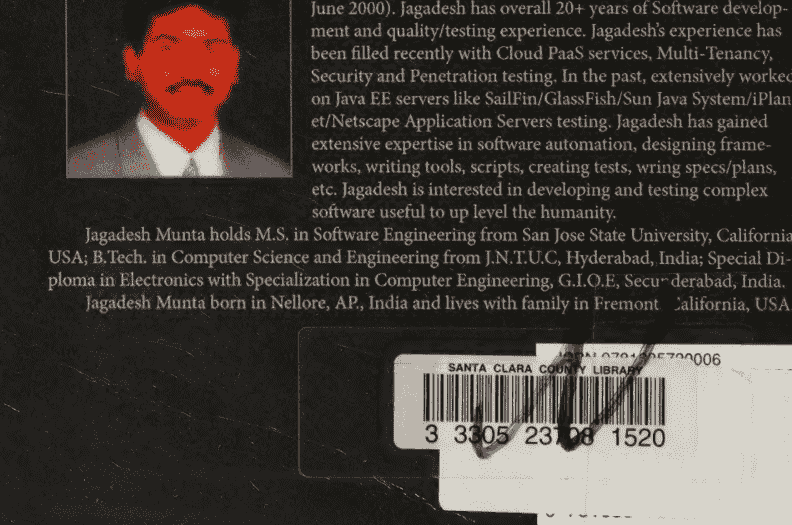 June 2000). Jagadesh has overall 20+ years of Software develop-
ment and quality/testing experience. Jagadesh's experience has
been filled recently with Cloud PaaS services, Multi-Tenancy,
Security and Penetration testing. In the past, extensively worked
on Java EE servers like SailFin/GlassFish/Sun Java System/iPlan
et/Netscape Application Servers testing. Jagadesh has gained
extensive expertise in software automation, designing frame-
works, writing tools, scripts, creating tests, wring specs/plans,
etc. Jagadesh is interested in developing and testing complex
software useful to up level the humanity.
Jagadesh Munta holds M.S. in Software Engineering from San Jose State University, California
USA; B.Tech. in Computer Science and Engineering from J.N.T.U.C, Hyderabad, India; Special Di-
ploma in Electronics with Specialization in Computer Engineering, G.I.O.E, Secunderabad, India.
Jagadesh Munta born in Nellore, AP., India and lives with family in Fremont California, USA
SANTA CLARA COUNTY LIBRARY
3 3305 23708 1520